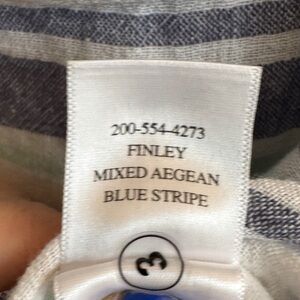 200-554-4273
FINLEY
MIXED AEGEAN
BLUE STRIPE
3